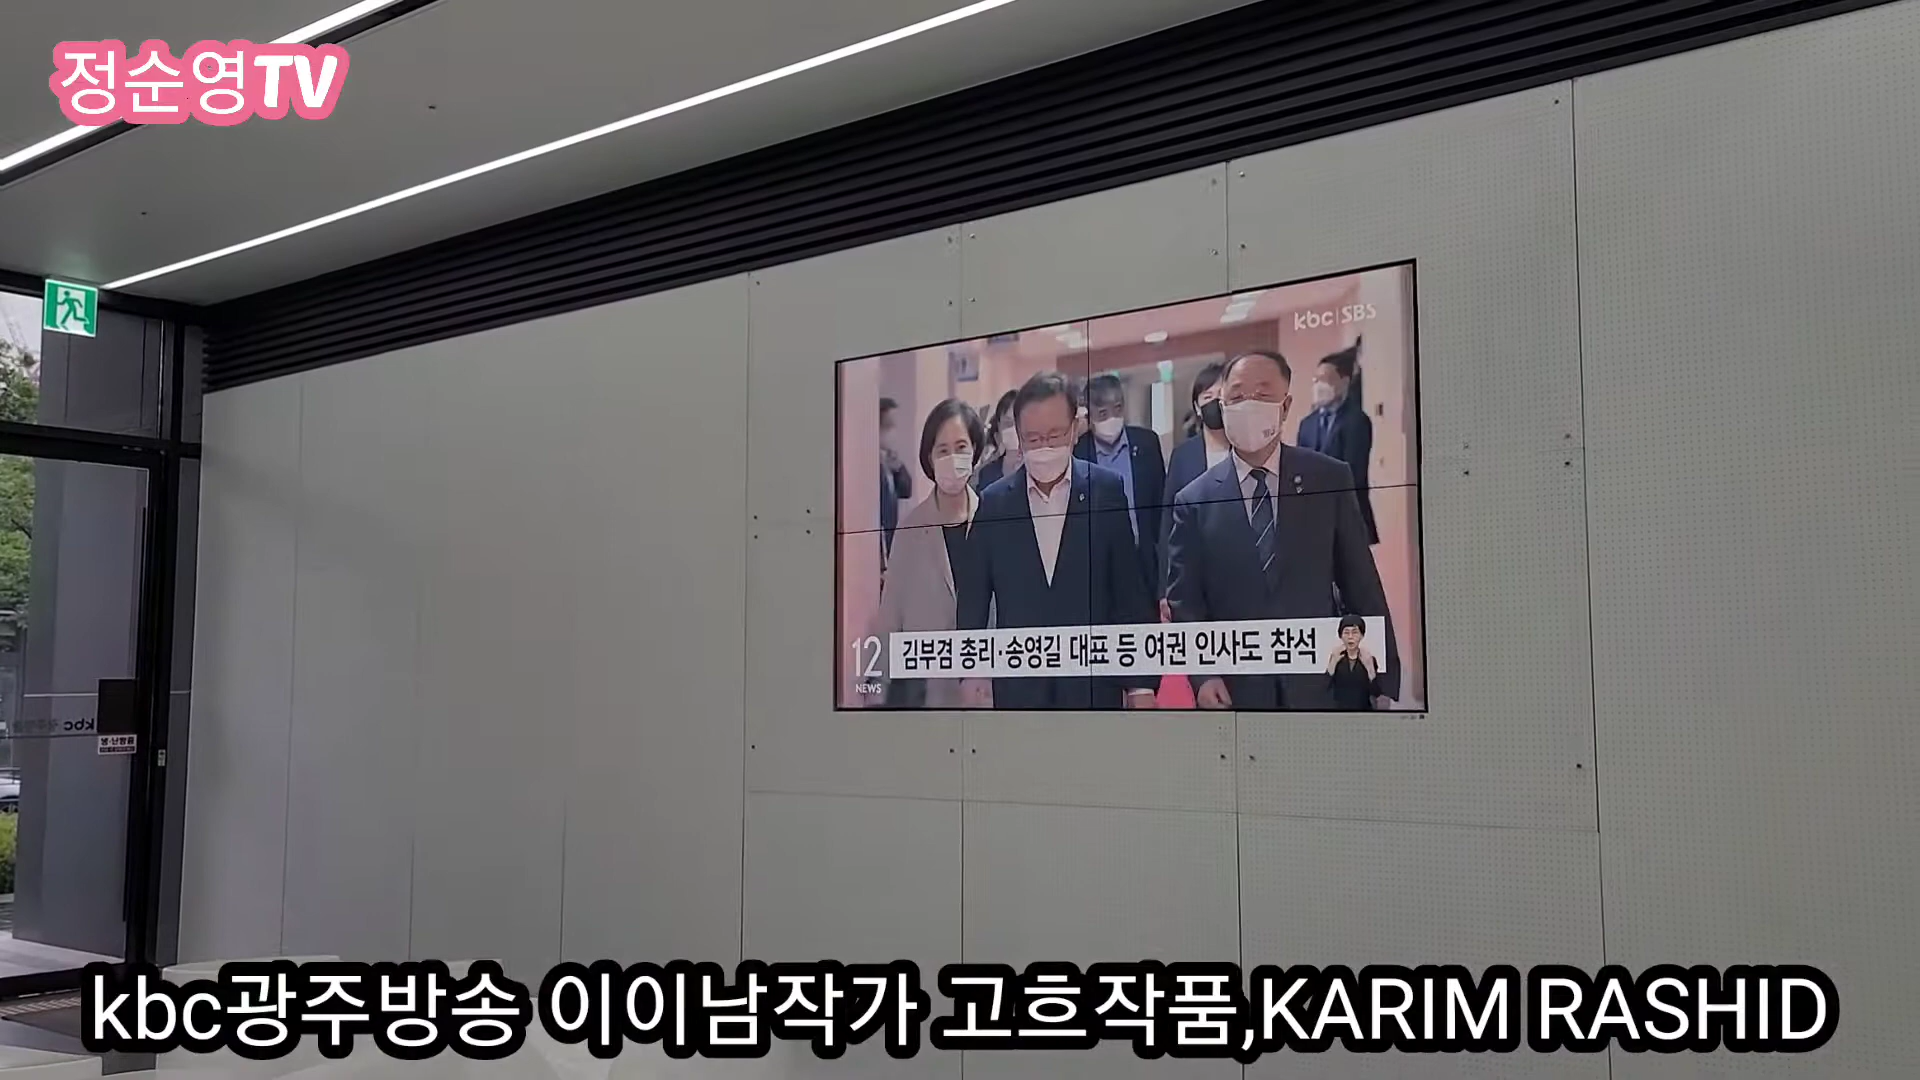 정순영TV
kbc SBS
12
NEWS
김부겸 총리·송영길 대표 등 여권 인사도 참석
kbc광주방송 이이남작가 고흐작품,KARIM RASHID